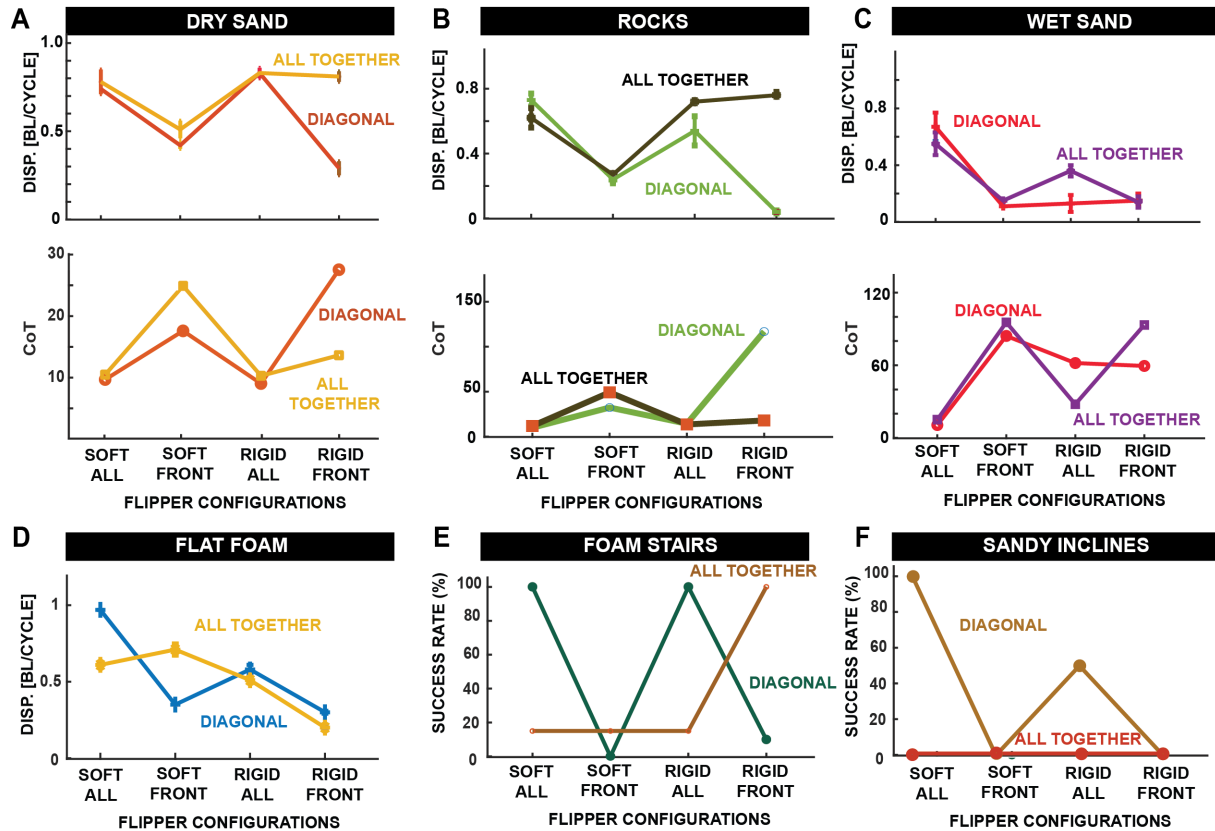 A
DRY SAND
DISP. [BL/CYCLE]
1.0
0.5
0
ALL TOGETHER
DIAGONAL
CoT
30
20
10
DIAGONAL
ALL
TOGETHER
SOFT
ALL
SOFT
FRONT
RIGID
ALL
RIGID
FRONT
FLIPPER CONFIGURATIONS
B
ROCKS
DISP. [BL/CYCLE]
0.8
0.4
0
ALL TOGETHER
DIAGONAL
CoT
150
50
0
DIAGONAL
ALL TOGETHER
SOFT
ALL
SOFT
FRONT
RIGID
ALL
RIGID
FRONT
FLIPPER CONFIGURATIONS
C
WET SAND
DISP. [BL/CYCLE]
0.8
0.4
0
DIAGONAL
ALL TOGETHER
CoT
120
60
0
DIAGONAL
ALL TOGETHER
SOFT
ALL
SOFT
FRONT
RIGID
ALL
RIGID
FRONT
FLIPPER CONFIGURATIONS
D
FLAT FOAM
DISP. [BL/CYCLE]
1
0.5
0
ALL TOGETHER
DIAGONAL
SOFT
ALL
SOFT
FRONT
RIGID
ALL
RIGID
FRONT
FLIPPER CONFIGURATIONS
E
FOAM STAIRS
SUCCESS RATE (%)
100
80
60
40
20
0
ALL TOGETHER
DIAGONAL
SOFT
ALL
SOFT
FRONT
RIGID
ALL
RIGID
FRONT
FLIPPER CONFIGURATIONS
F
SANDY INCLINES
SUCCESS RATE (%)
100
80
60
40
20
0
DIAGONAL
ALL TOGETHER
SOFT
ALL
SOFT
FRONT
RIGID
ALL
RIGID
FRONT
FLIPPER CONFIGURATIONS